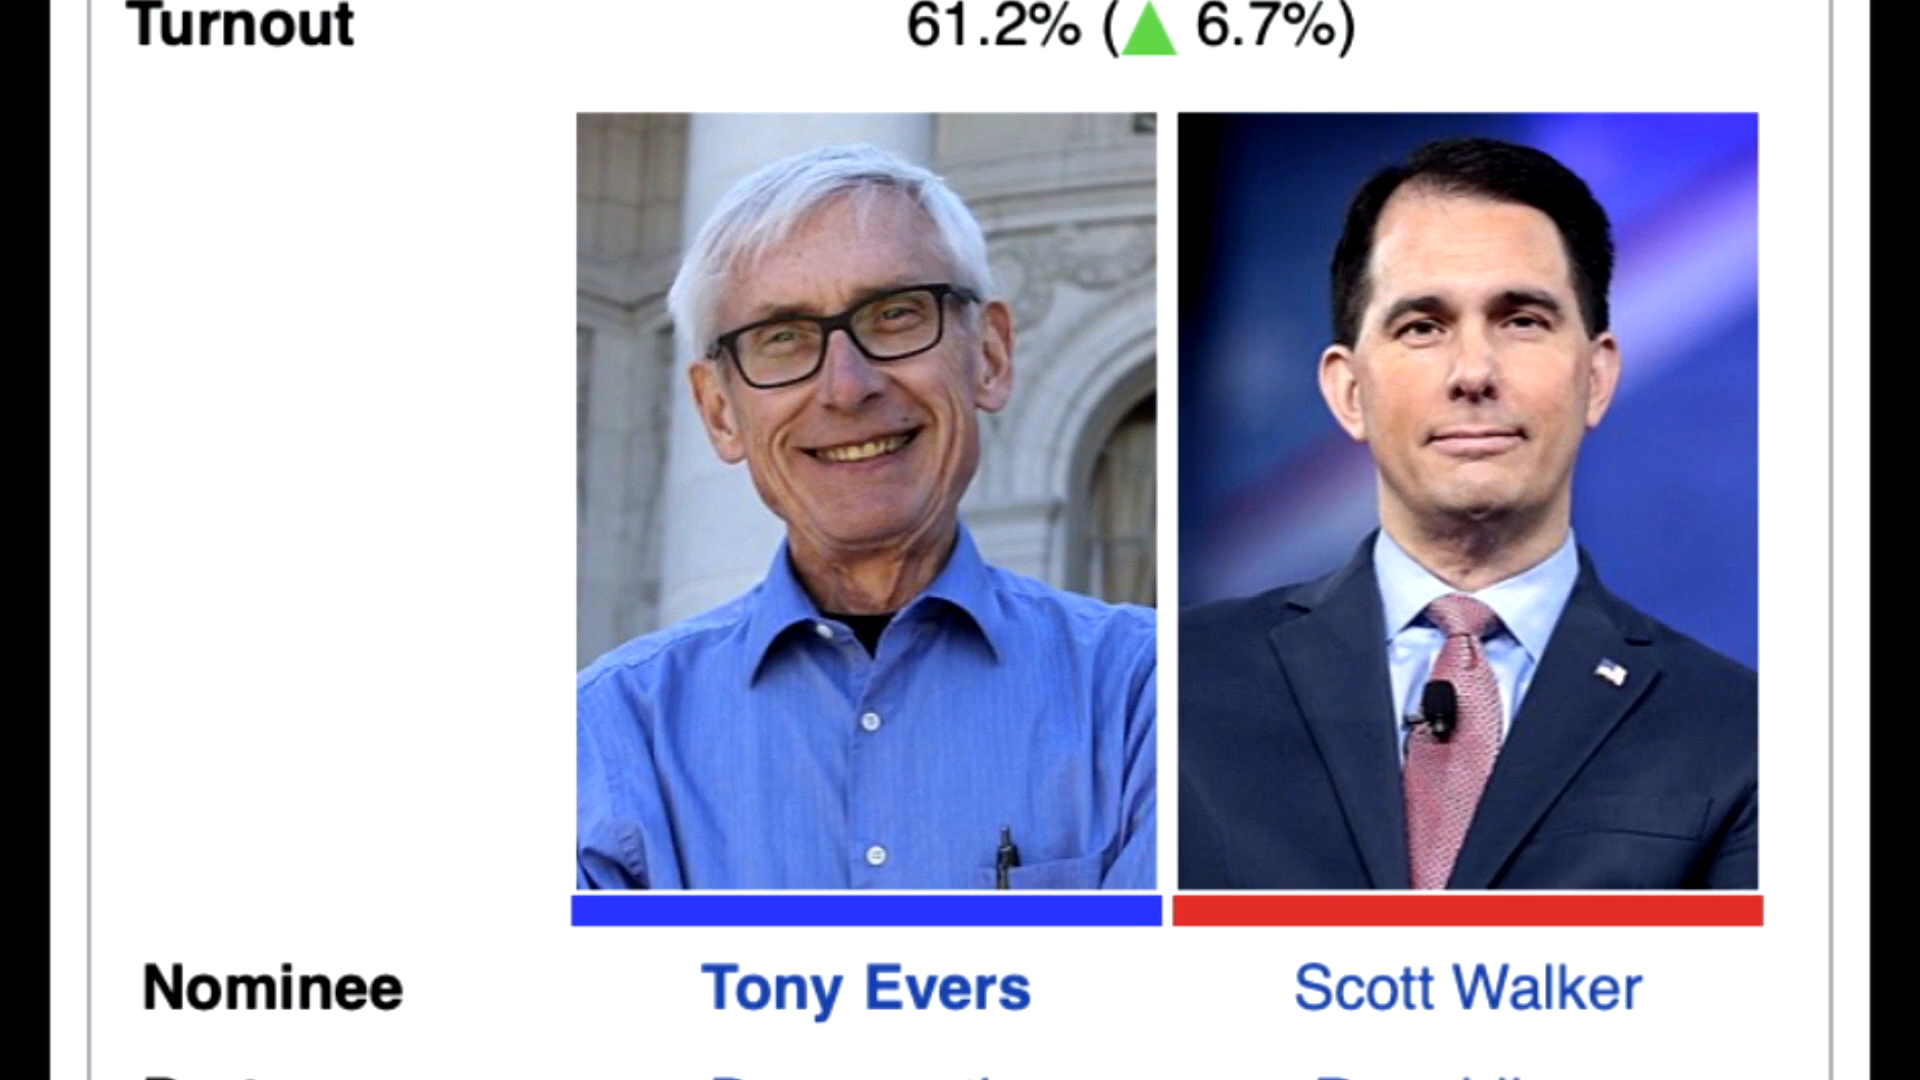 Turnout 61.2% (▲ 6.7%)
Nominee Tony Evers Scott Walker